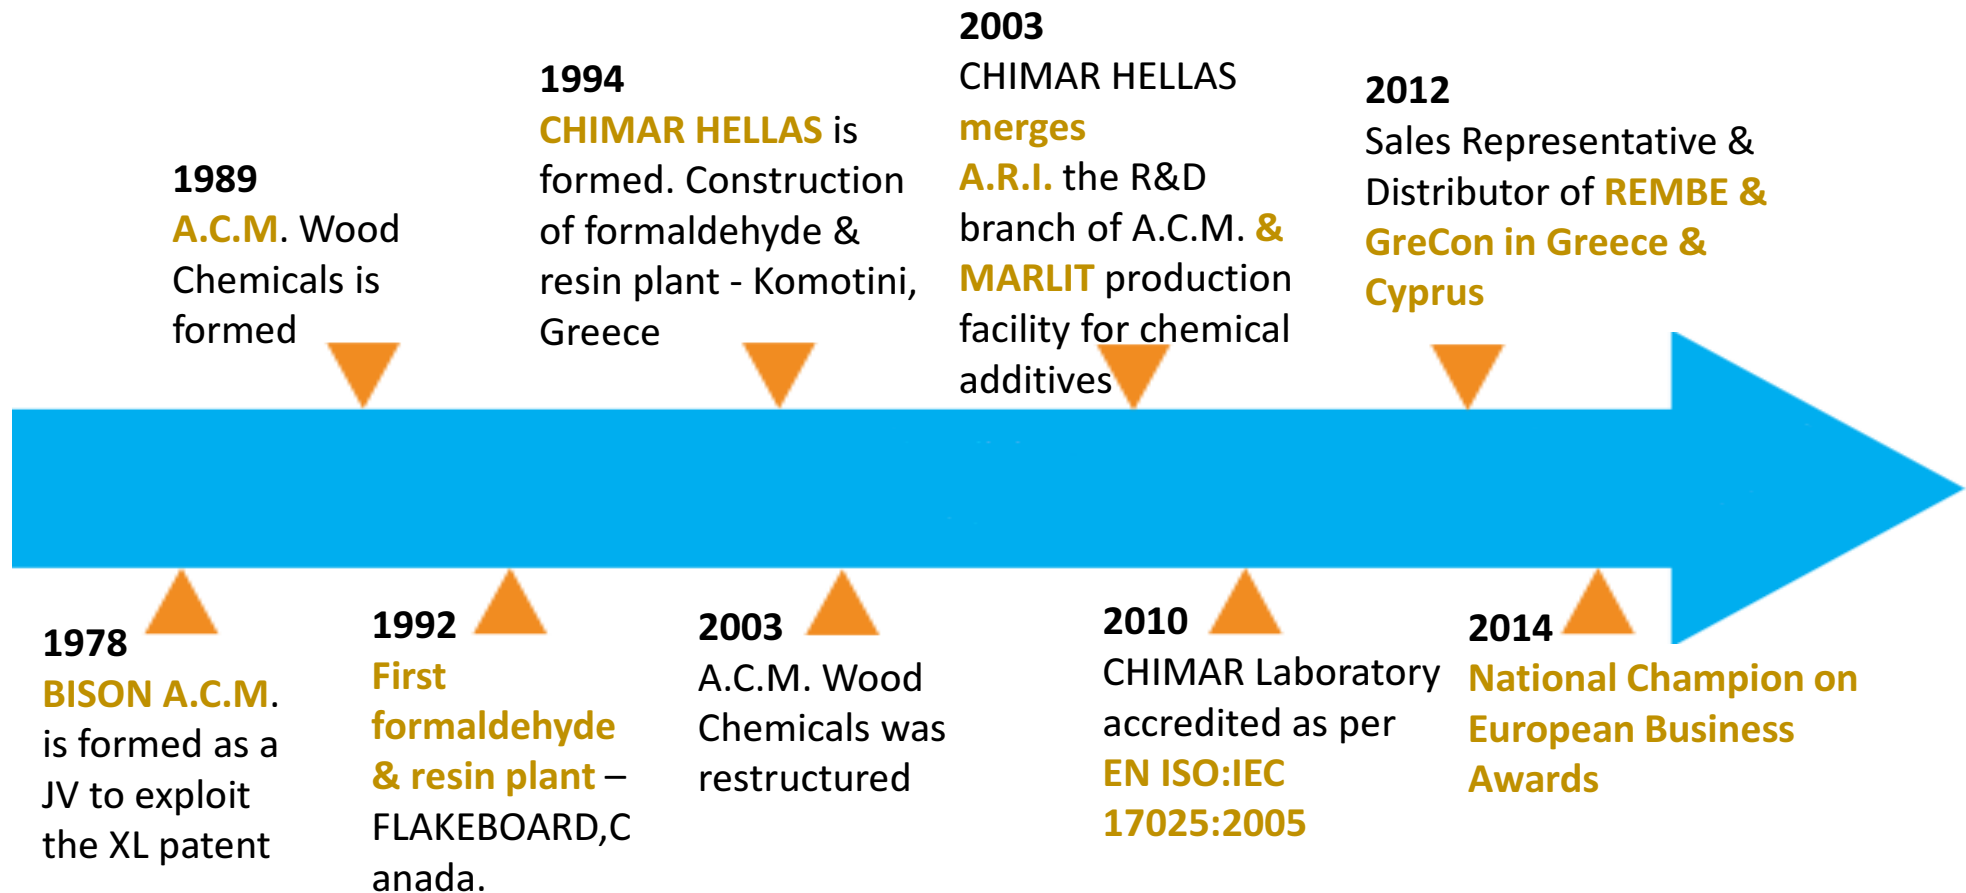 2003
CHIMAR HELLAS
merges
A.R.I. the R&D
branch of A.C.M. &
MARLIT production
facility for chemical
additives
1994
CHIMAR HELLAS is
formed. Construction
of formaldehyde &
resin plant - Komotini,
Greece
2012
Sales Representative &
Distributor of REMBE &
GreCon in Greece &
Cyprus
1989
A.C.M. Wood
Chemicals is
formed
1978
BISON A.C.M.
is formed as a
JV to exploit
the XL patent
1992
First
formaldehyde
& resin plant –
FLAKEBOARD,C
anada.
2003
A.C.M. Wood
Chemicals was
restructured
2010
CHIMAR Laboratory
accredited as per
EN ISO:IEC
17025:2005
2014
National Champion on
European Business
Awards